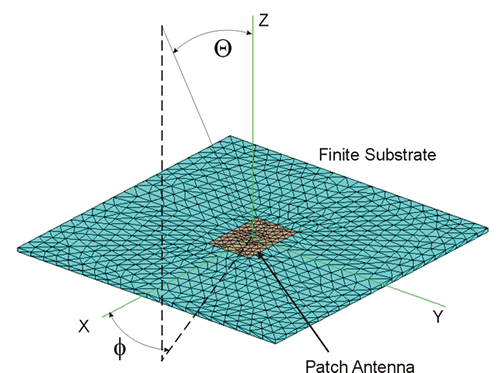 Z
Θ
Finite Substrate
X
Y
ϕ
Patch Antenna